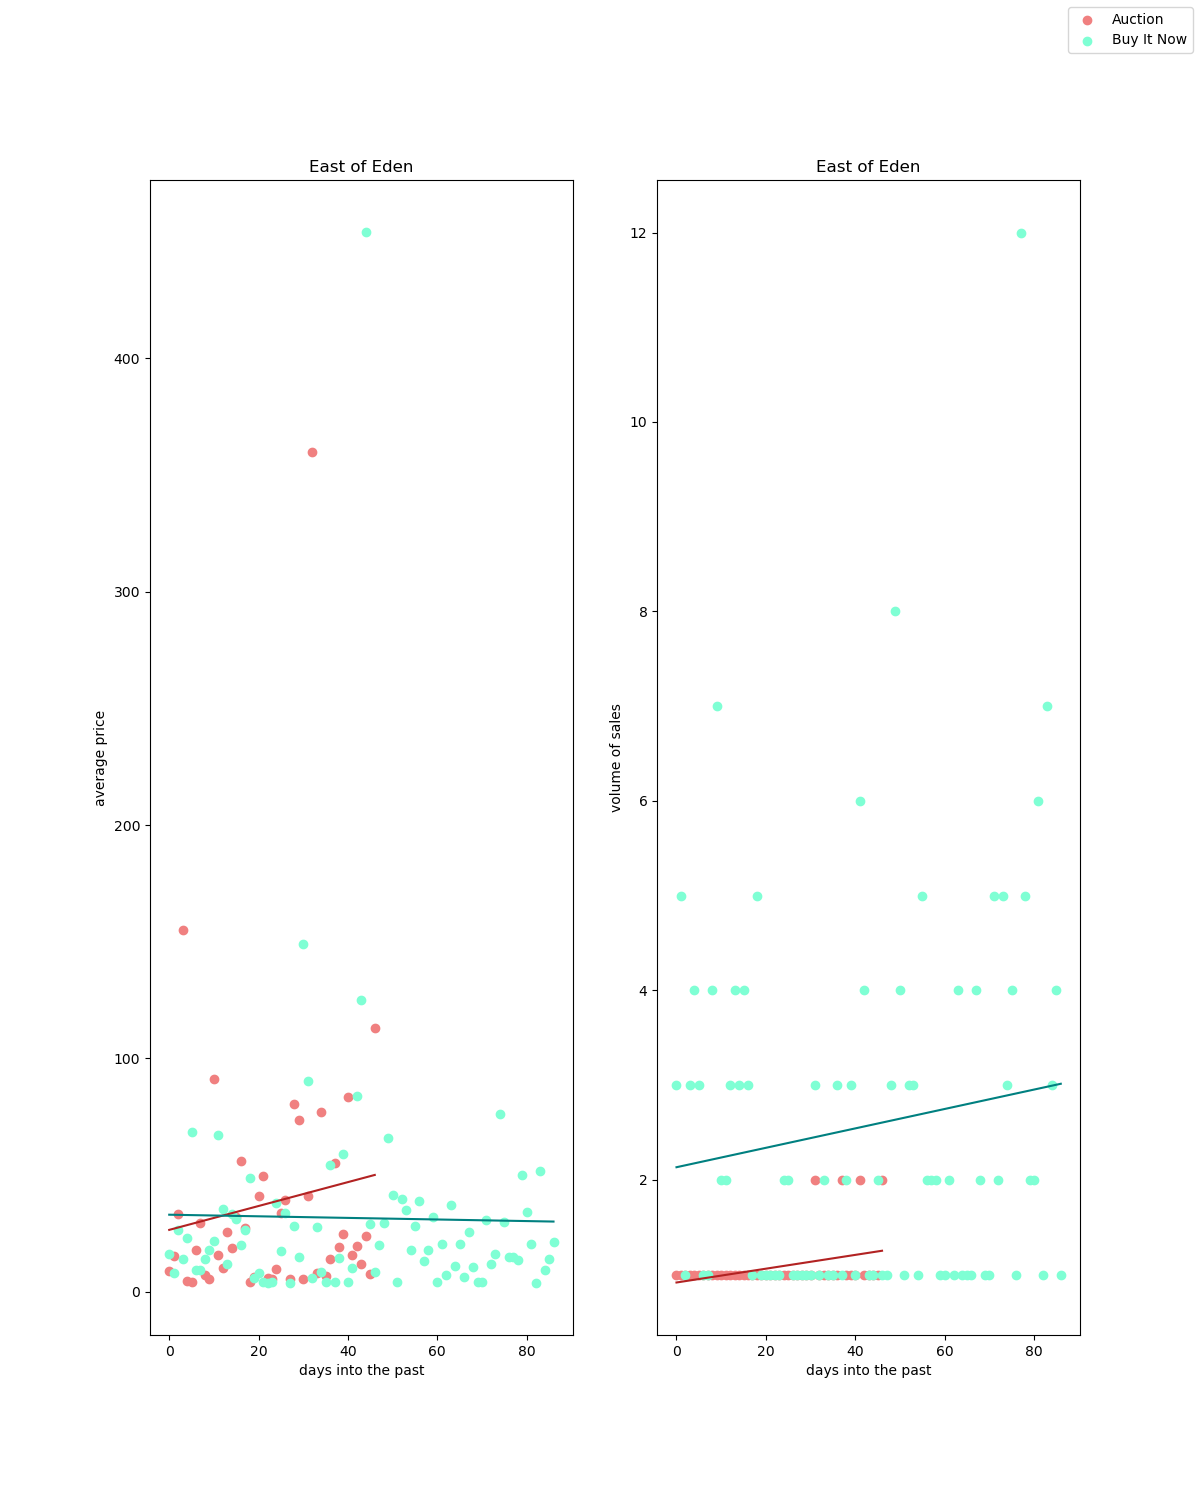 Auction
Buy It Now
East of Eden
average price
400
300
200
100
0
0 20 40 60 80
days into the past
East of Eden
volume of sales
12
10
8
6
4
2
0 20 40 60 80
days into the past